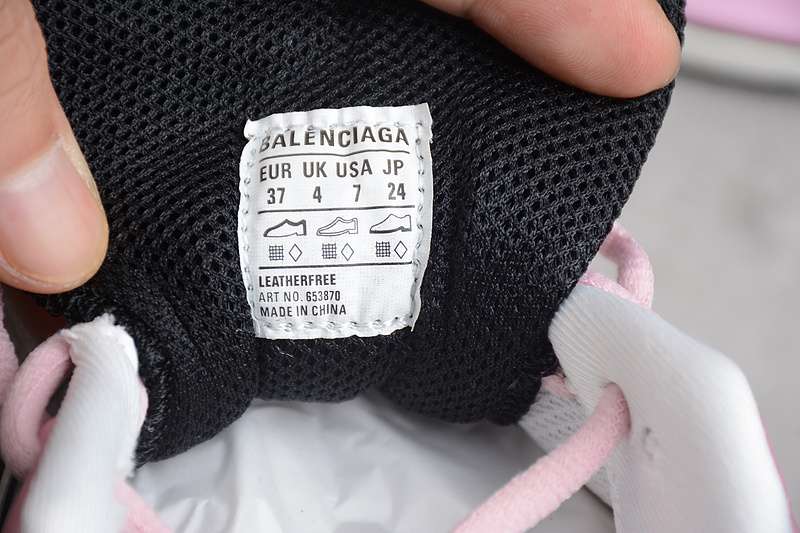 BALENCIAGA
EUR UK USA JP
37 4 7 24
LEATHERFREE
ART NO. 653870
MADE IN CHINA